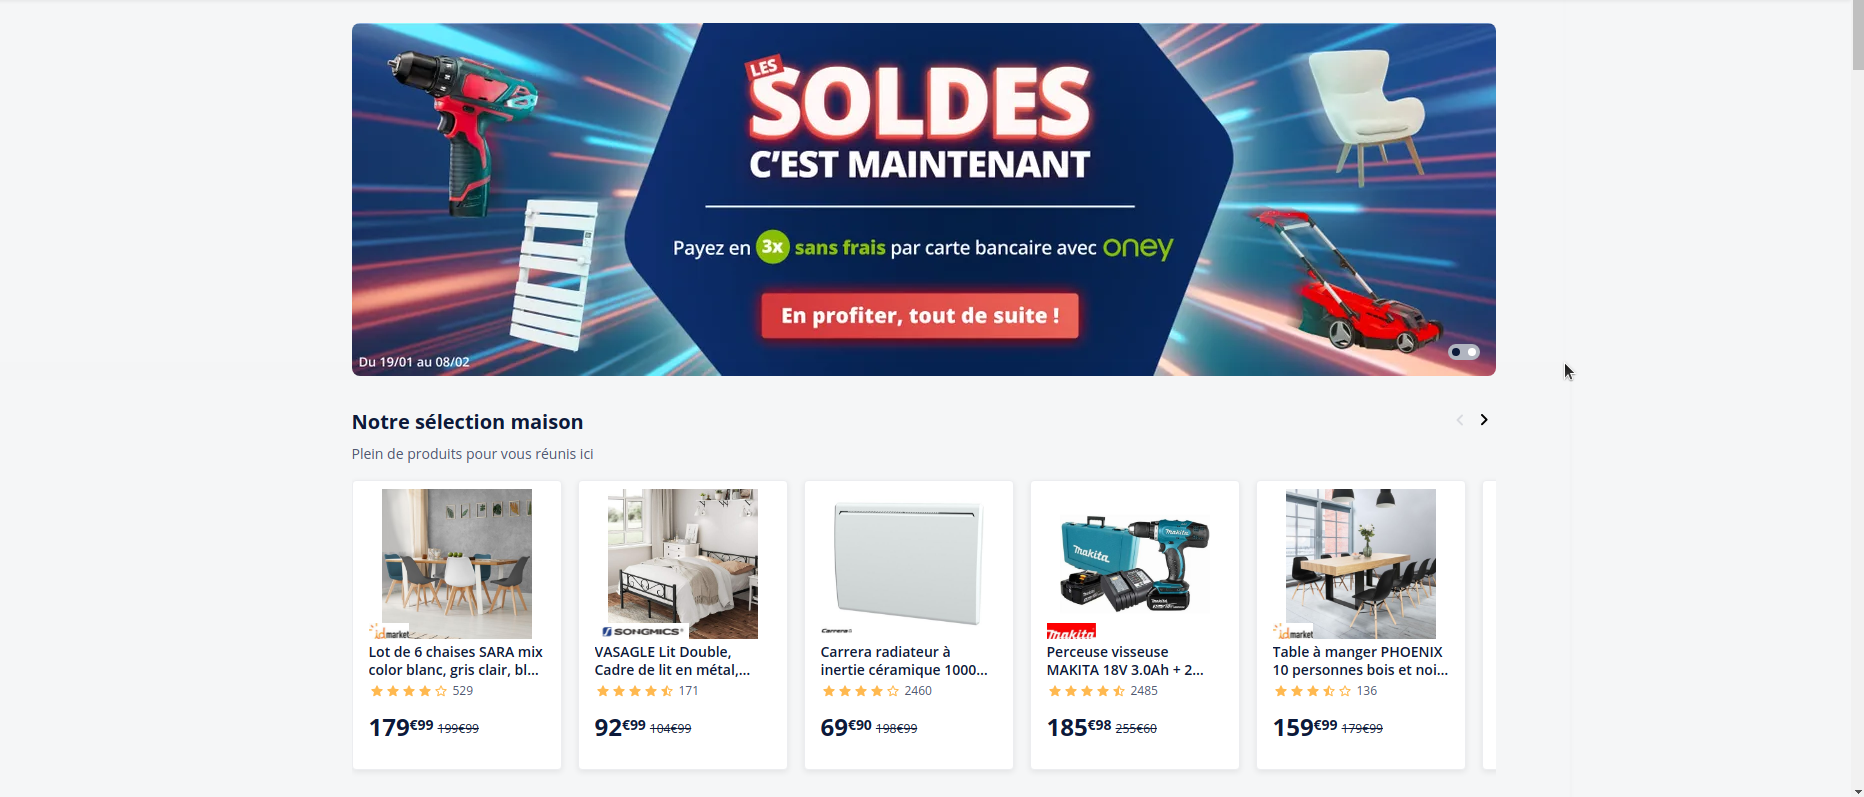 LES
SOLDES
C'EST MAINTENANT
Payez en 3x sans frais par carte bancaire avec oney
En profiter, tout de suite !
Du 19/01 au 08/02
Notre sélection maison
Plein de produits pour vous réunis ici
idmarket
Lot de 6 chaises SARA mix
color blanc, gris clair, bl...
529
179€99 199€99
SONGMICS
VASAGLE Lit Double,
Cadre de lit en métal,...
171
92€99 104€99
Carrera
Carrera radiateur à
inertie céramique 1000...
2460
69€90 198€99
makita
makita
Perceuse visseuse
MAKITA 18V 3.0Ah + 2...
2485
185€98 255€60
idmarket
Table à manger PHOENIX
10 personnes bois et noi...
136
159€99 179€99